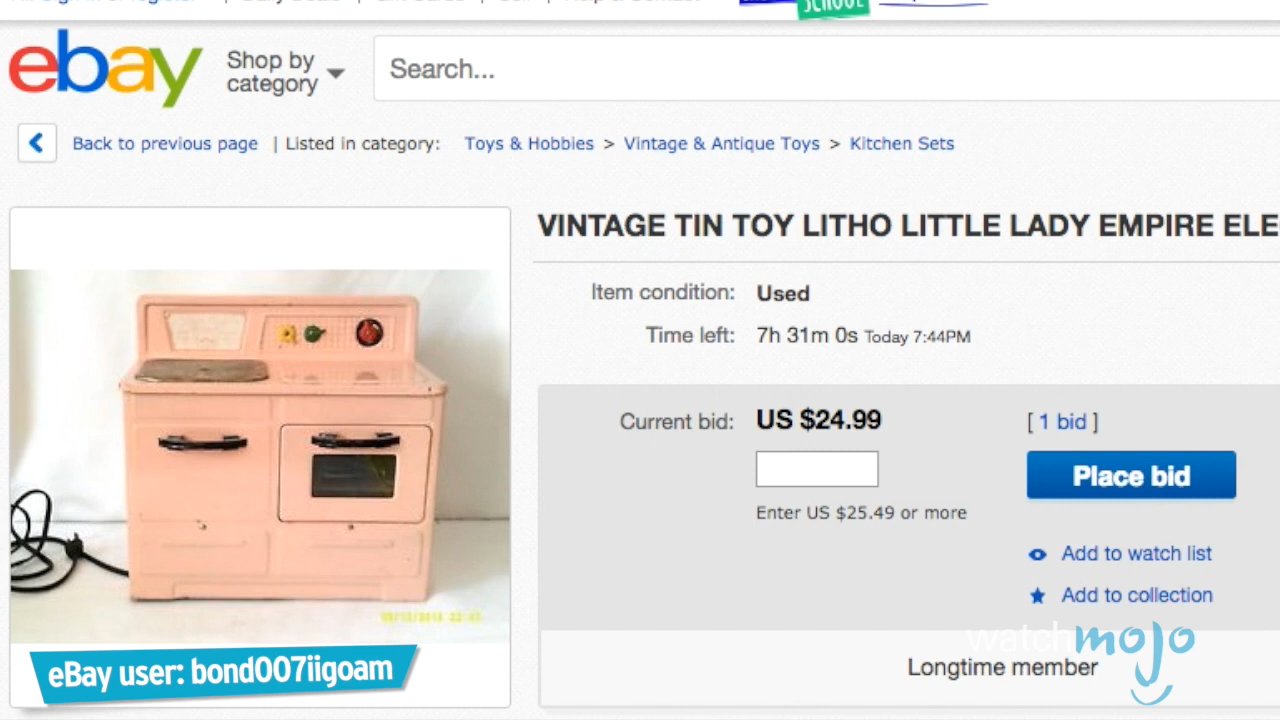 SCHOOL
ebay
Shop by
category
Search...
Back to previous page | Listed in category: Toys & Hobbies > Vintage & Antique Toys > Kitchen Sets
VINTAGE TIN TOY LITHO LITTLE LADY EMPIRE ELE
Item condition: Used
Time left: 7h 31m 0s Today 7:44PM
Current bid: US $24.99 [ 1 bid ]
Place bid
Enter US $25.49 or more
Add to watch list
Add to collection
watchmojo
Longtime member
eBay user: bond007iigoam